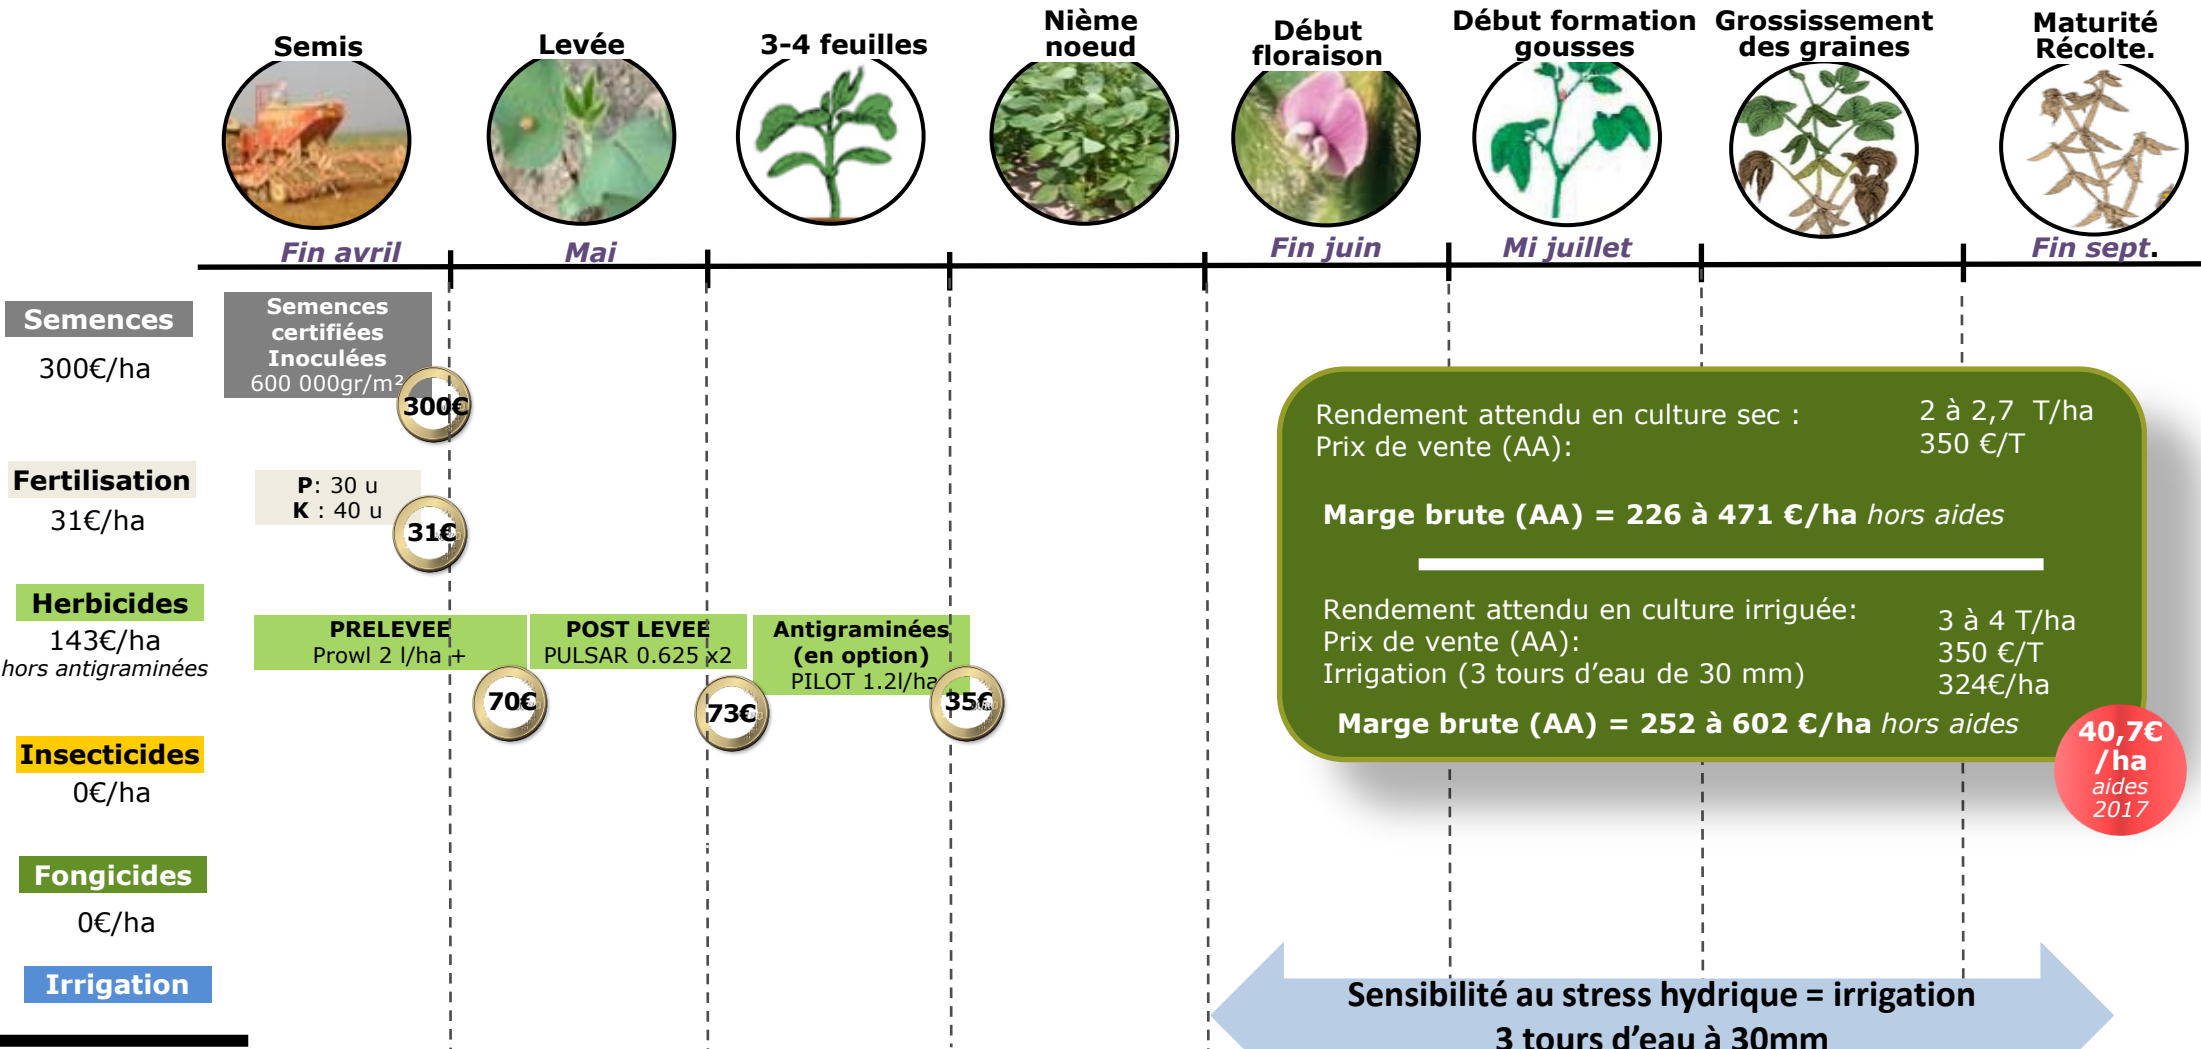 Semis
Levée
3-4 feuilles
Nième
noeud
Début
floraison
Début formation
gousses
Grossissement
des graines
Maturité
Récolte.
Fin avril
Mai
Fin juin
Mi juillet
Fin sept.
Semences
300€/ha
Semences
certifiées
Inoculées
600 000gr/m²
300€
Fertilisation
31€/ha
P: 30 u
K : 40 u
31€
Herbicides
143€/ha
hors antigraminées
PRELEVEE
Prowl 2 l/ha +
70€
POST LEVEE
PULSAR 0.625 x2
73€
Antigraminées
(en option)
PILOT 1.2l/ha
35€
Insecticides
0€/ha
Fongicides
0€/ha
Irrigation
Rendement attendu en culture sec : 2 à 2,7 T/ha
Prix de vente (AA): 350 €/T
Marge brute (AA) = 226 à 471 €/ha hors aides
Rendement attendu en culture irriguée: 3 à 4 T/ha
Prix de vente (AA): 350 €/T
Irrigation (3 tours d'eau de 30 mm) 324€/ha
Marge brute (AA) = 252 à 602 €/ha hors aides
40,7€
/ha
aides
2017
Sensibilité au stress hydrique = irrigation
3 tours d'eau à 30mm